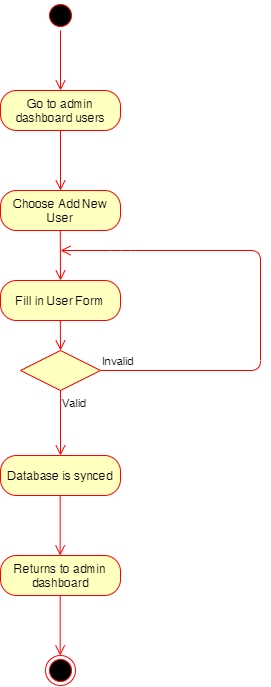 Go to admin
dashboard users
Choose Add New
User
Fill in User Form
Invalid
Valid
Database is synced
Returns to admin
dashboard